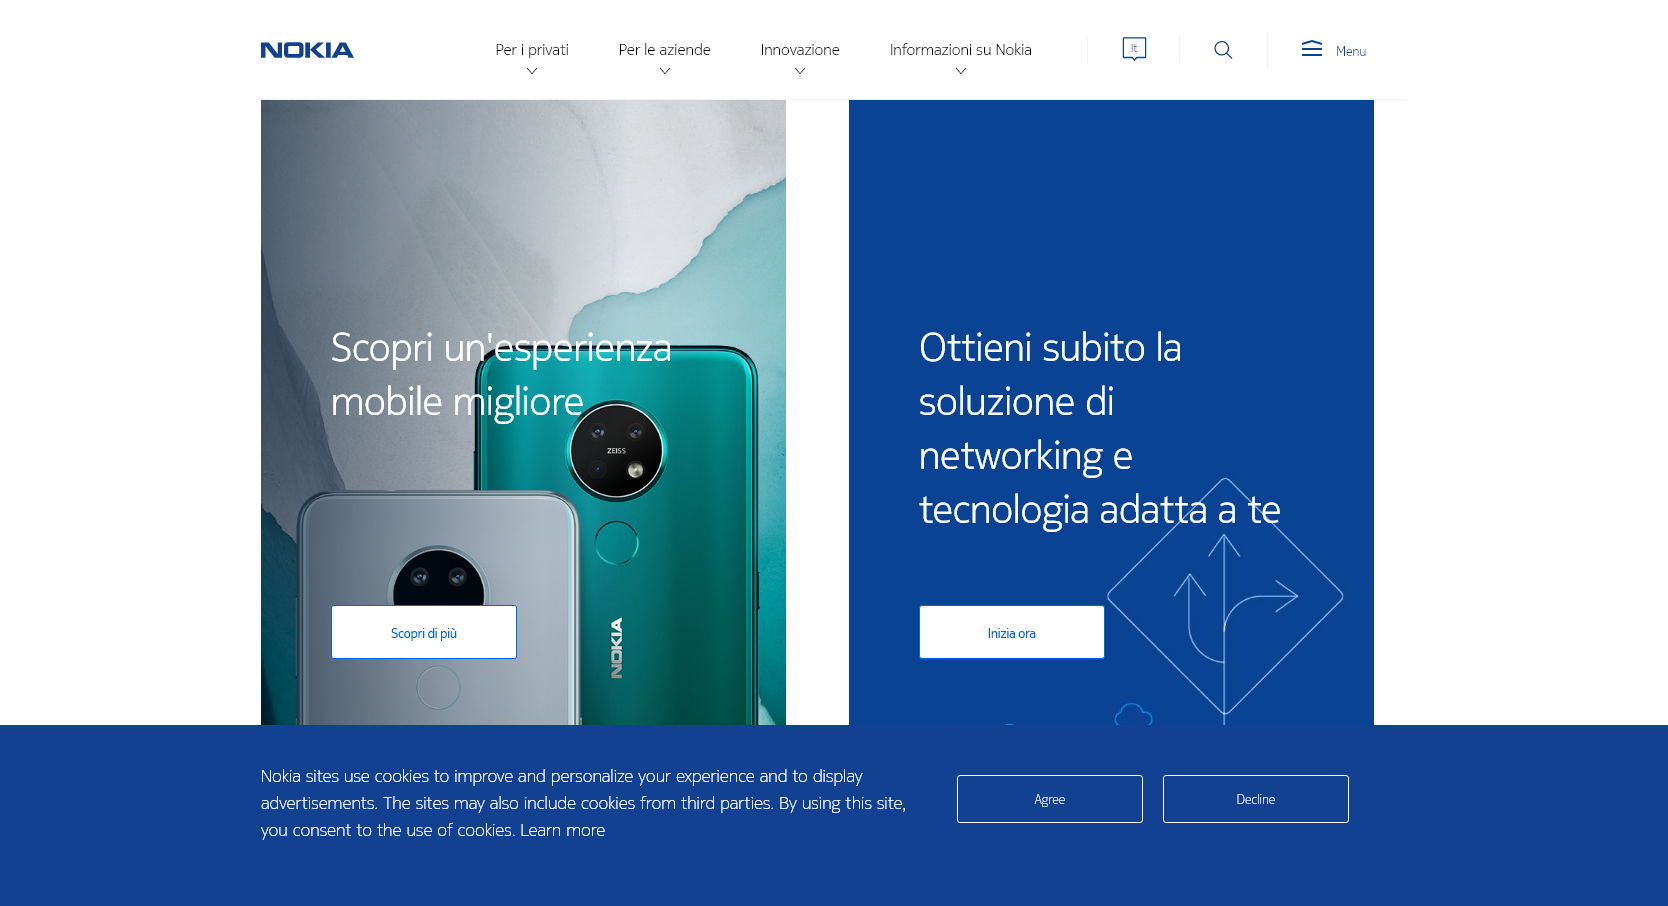 NOKIA
Per i privati
Per le aziende
Innovazione
Informazioni su Nokia
It
Menu
Scopri un'esperienza
mobile migliore
ZEISS
NOKIA
Scopri di più
Ottieni subito la
soluzione di
networking e
tecnologia adatta a te
Inizia ora
Nokia sites use cookies to improve and personalize your experience and to display
advertisements. The sites may also include cookies from third parties. By using this site,
you consent to the use of cookies. Learn more
Agree
Decline